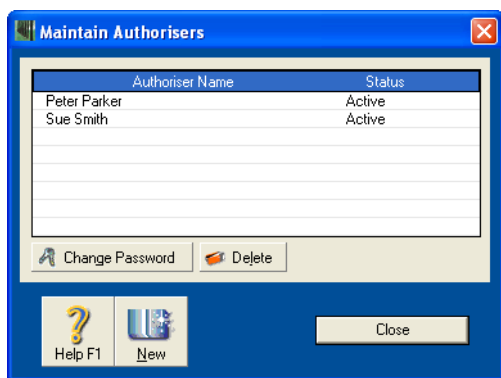 Maintain Authorisers
Authoriser Name Status
Peter Parker Active
Sue Smith Active
Change Password Delete
Help F1 New Close